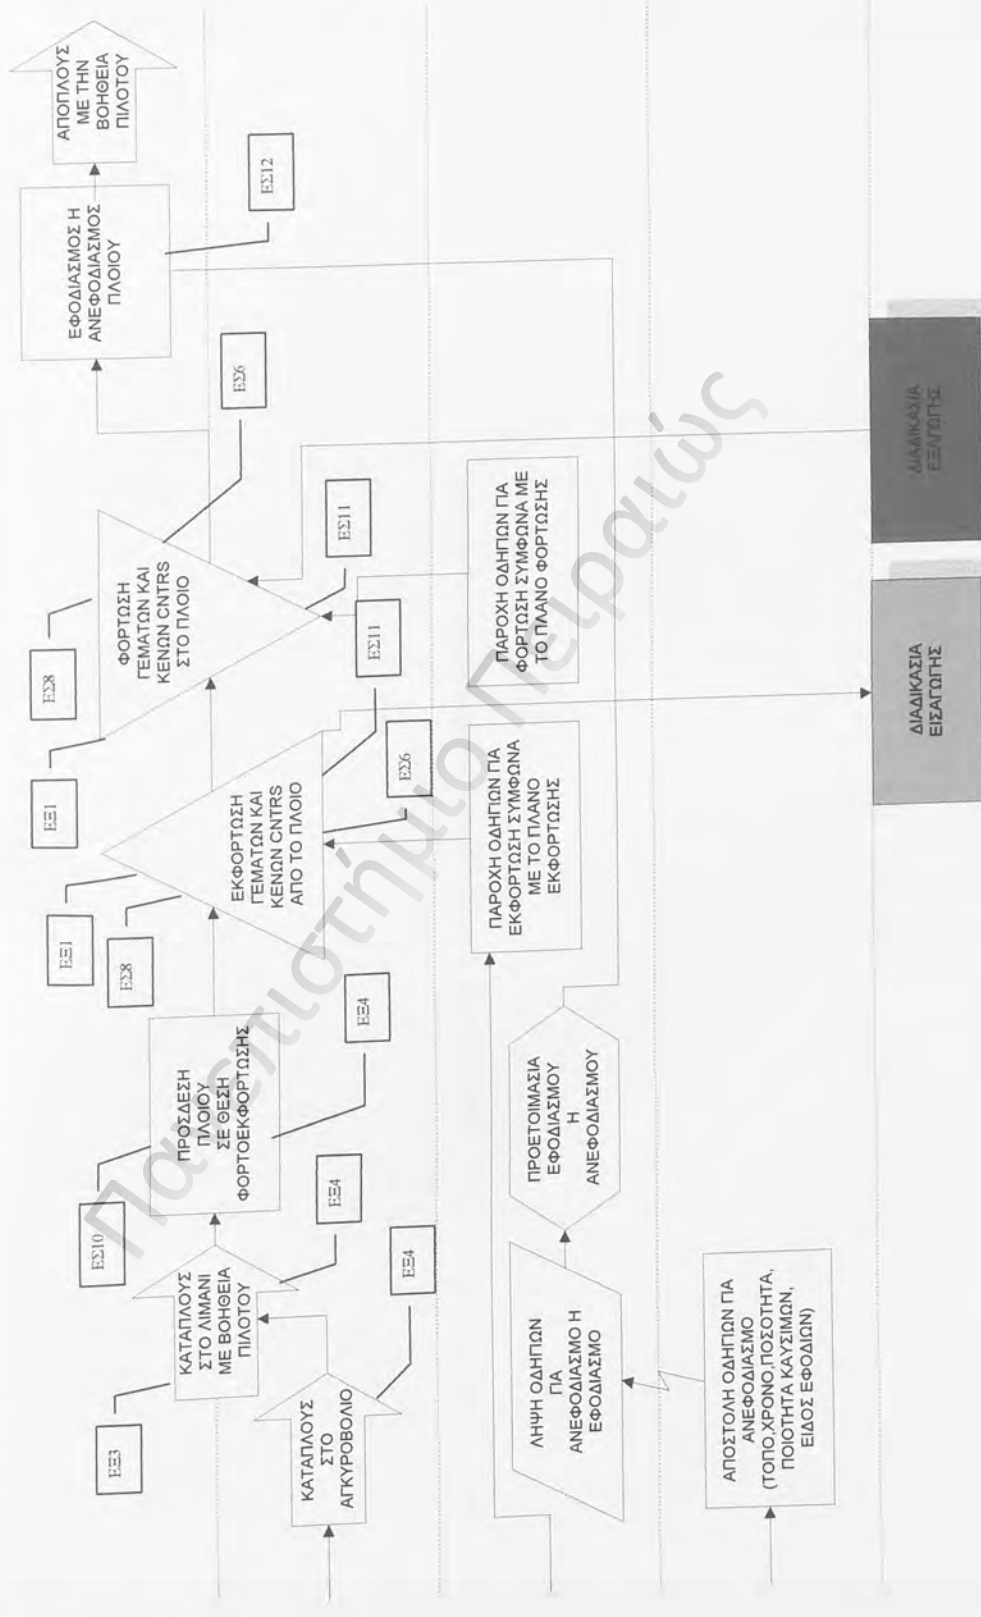 ΚΑΤΑΠΛΟΥΣ
ΣΤΟ
ΑΓΚΥΡΟΒΟΛΙΟ
ΕΞ4
ΚΑΤΑΠΛΟΥΣ
ΣΤΟ ΛΙΜΑΝΙ
ΜΕ ΒΟΗΘΕΙΑ
ΠΙΛΟΤΟΥ
ΕΞ3
ΕΞ4
ΠΡΟΣΔΕΣΗ
ΠΛΟΙΟΥ
ΣΕ ΘΕΣΗ
ΦΟΡΤΟΕΚΦΟΡΤΩΣΗΣ
ΕΣ10
ΕΞ4
ΕΚΦΟΡΤΩΣΗ
ΓΕΜΑΤΩΝ ΚΑΙ
ΚΕΝΩΝ CNTRS
ΑΠΟ ΤΟ ΠΛΟΙΟ
ΕΞ1
ΕΣ8
ΕΣ6
ΕΣ11
ΦΟΡΤΩΣΗ
ΓΕΜΑΤΩΝ ΚΑΙ
ΚΕΝΩΝ CNTRS
ΣΤΟ ΠΛΟΙΟ
ΕΞ1
ΕΣ8
ΕΣ11
ΕΣ6
ΕΦΟΔΙΑΣΜΟΣ Η
ΑΝΕΦΟΔΙΑΣΜΟΣ
ΠΛΟΙΟΥ
ΕΣ12
ΑΠΟΠΛΟΥΣ
ΜΕ ΤΗΝ
ΒΟΗΘΕΙΑ
ΠΙΛΟΤΟΥ
ΛΗΨΗ ΟΔΗΓΙΩΝ
ΓΙΑ
ΑΝΕΦΟΔΙΑΣΜΟ Η
ΕΦΟΔΙΑΣΜΟ
ΠΡΟΕΤΟΙΜΑΣΙΑ
ΕΦΟΔΙΑΣΜΟΥ
Η
ΑΝΕΦΟΔΙΑΣΜΟΥ
ΠΑΡΟΧΗ ΟΔΗΓΙΩΝ ΓΙΑ
ΕΚΦΟΡΤΩΣΗ ΣΥΜΦΩΝΑ
ΜΕ ΤΟ ΠΛΑΝΟ
ΕΚΦΟΡΤΩΣΗΣ
ΠΑΡΟΧΗ ΟΔΗΓΙΩΝ ΓΙΑ
ΦΟΡΤΩΣΗ ΣΥΜΦΩΝΑ ΜΕ
ΤΟ ΠΛΑΝΟ ΦΟΡΤΩΣΗΣ
ΑΠΟΣΤΟΛΗ ΟΔΗΓΙΩΝ ΓΙΑ
ΑΝΕΦΟΔΙΑΣΜΟ
(ΤΟΠΟ,ΧΡΟΝΟ,ΠΟΣΟΤΗΤΑ,
ΠΟΙΟΤΗΤΑ ΚΑΥΣΙΜΩΝ,
ΕΙΔΟΣ ΕΦΟΔΙΩΝ)
ΔΙΑΔΙΚΑΣΙΑ
ΕΙΣΑΓΩΓΗΣ
ΔΙΑΔΙΚΑΣΙΑ
ΕΞΑΓΩΓΗΣ
Πανεπιστήμιο Πειραιώς